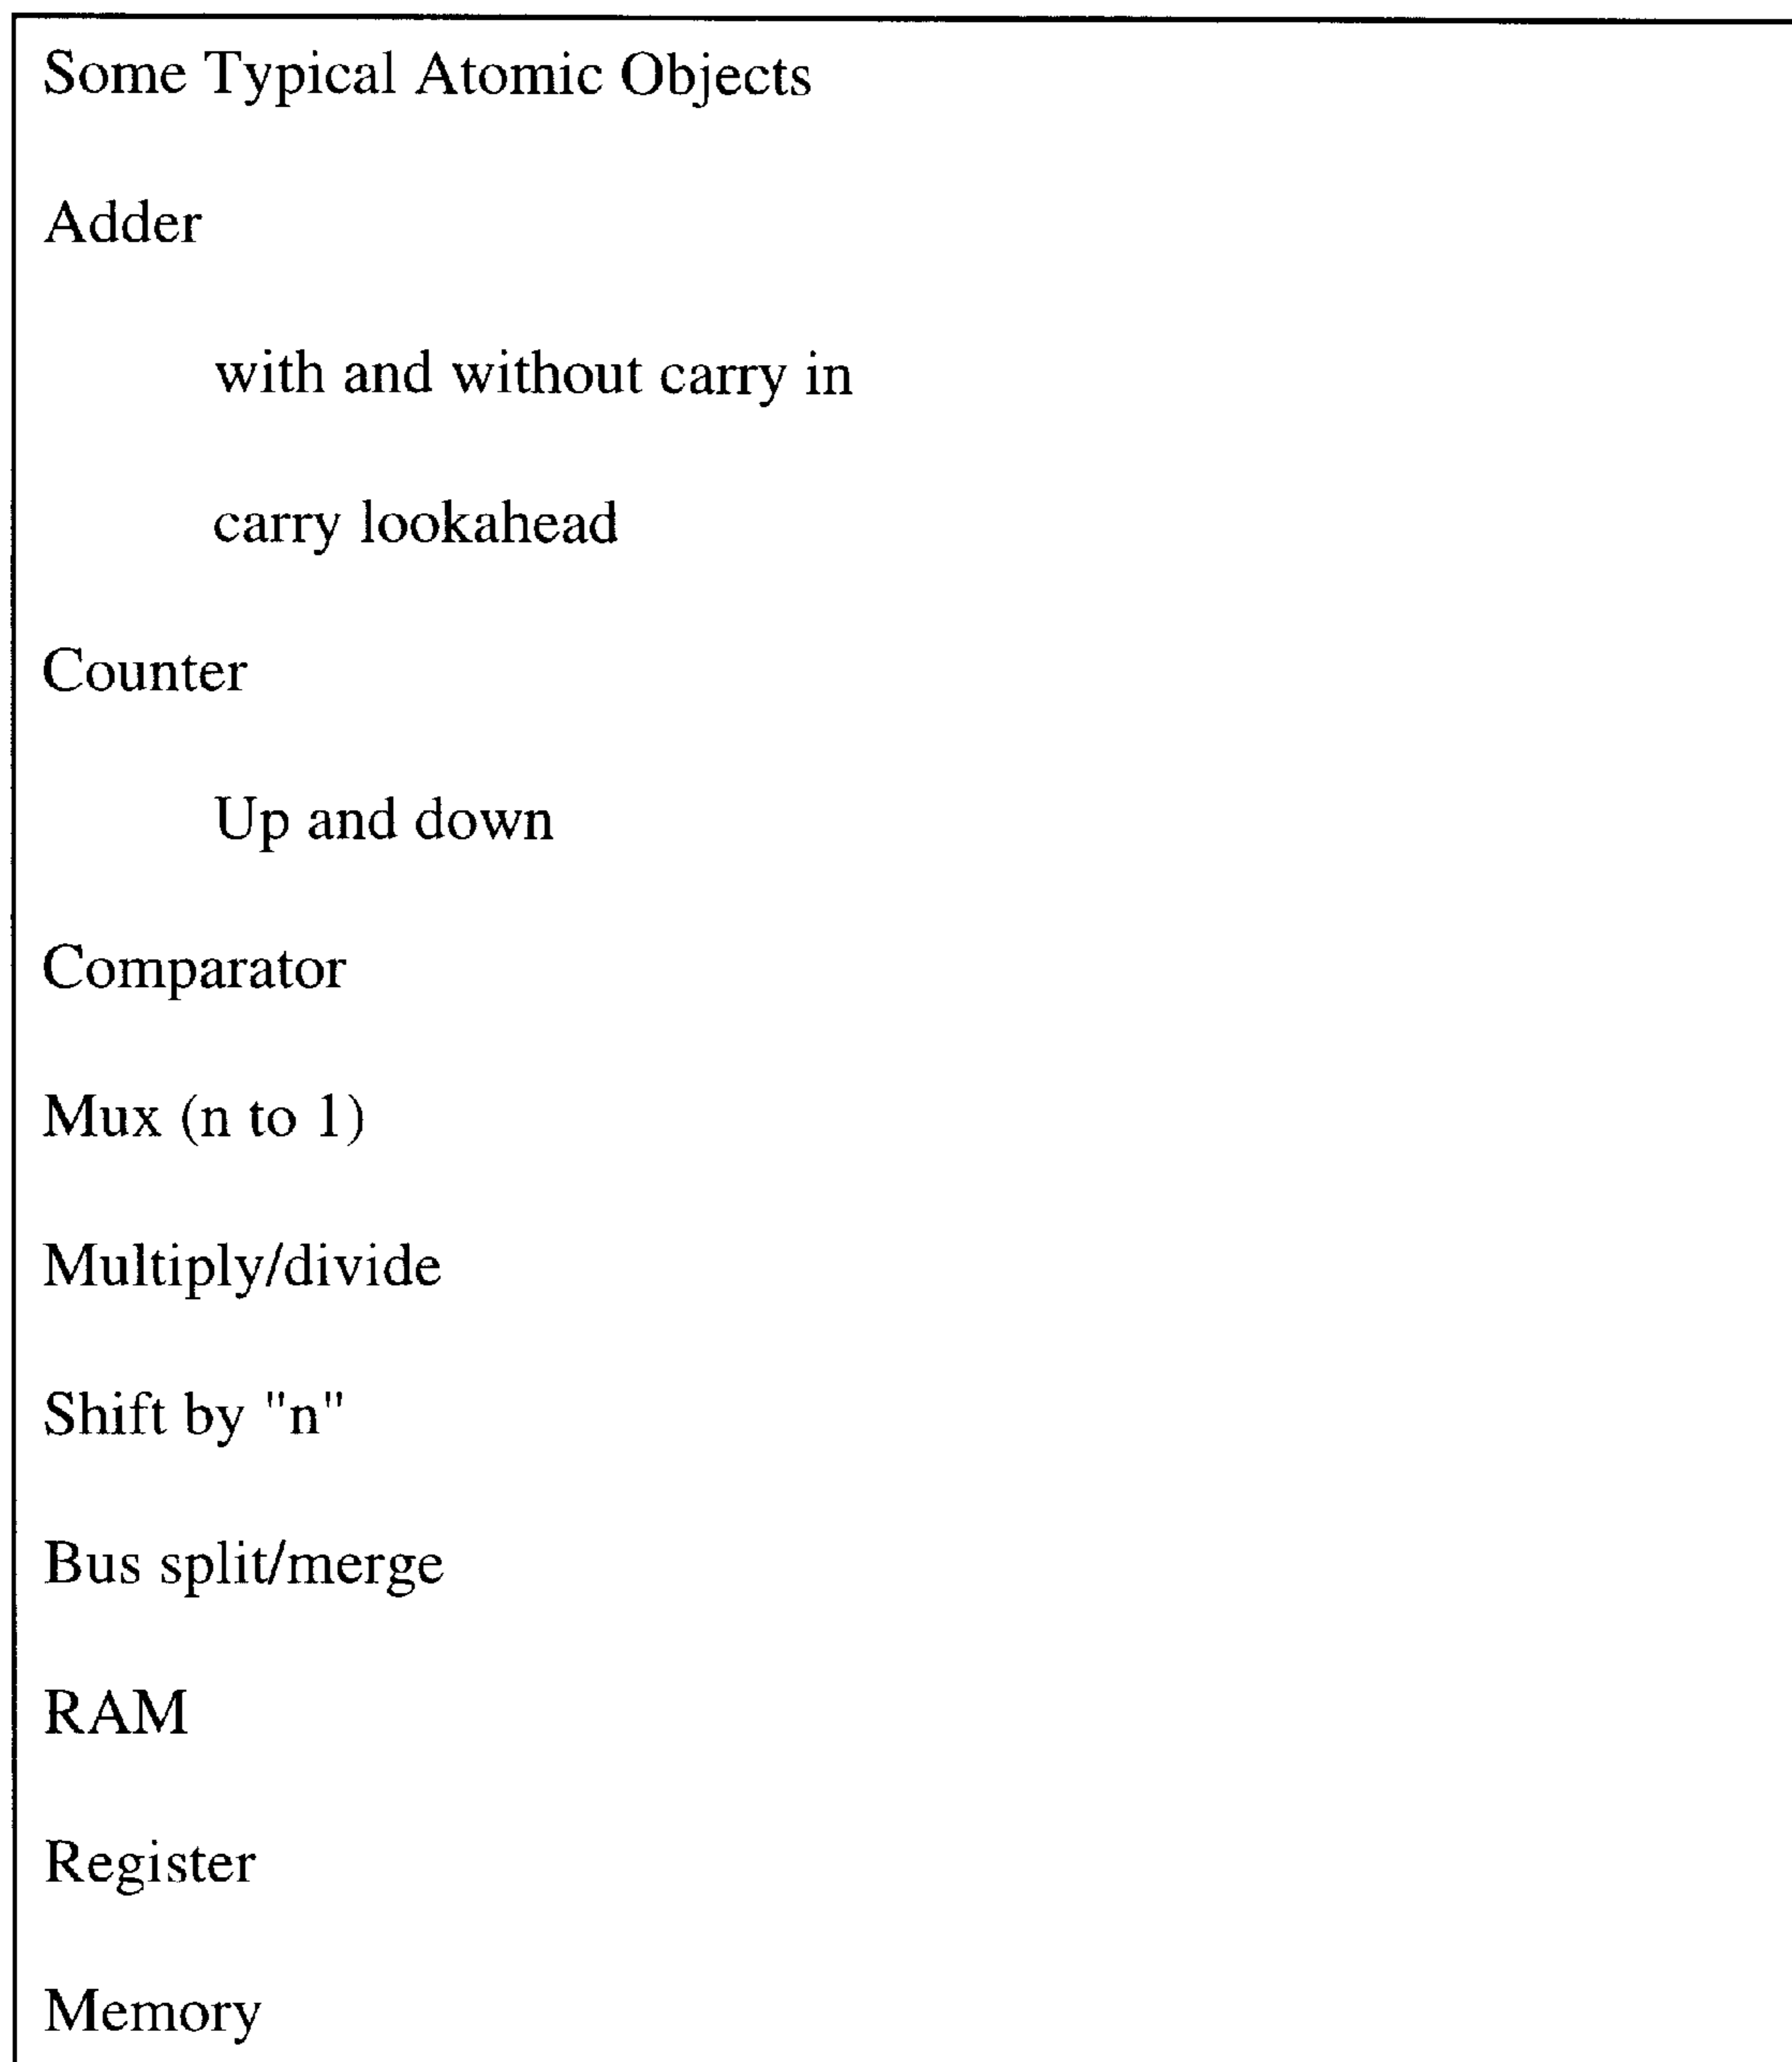 Some Typical Atomic Objects
Adder
with and without carry in
carry lookahead
Counter
Up and down
Comparator
Mux (n to 1)
Multiply/divide
Shift by "n"
Bus split/merge
RAM
Register
Memory